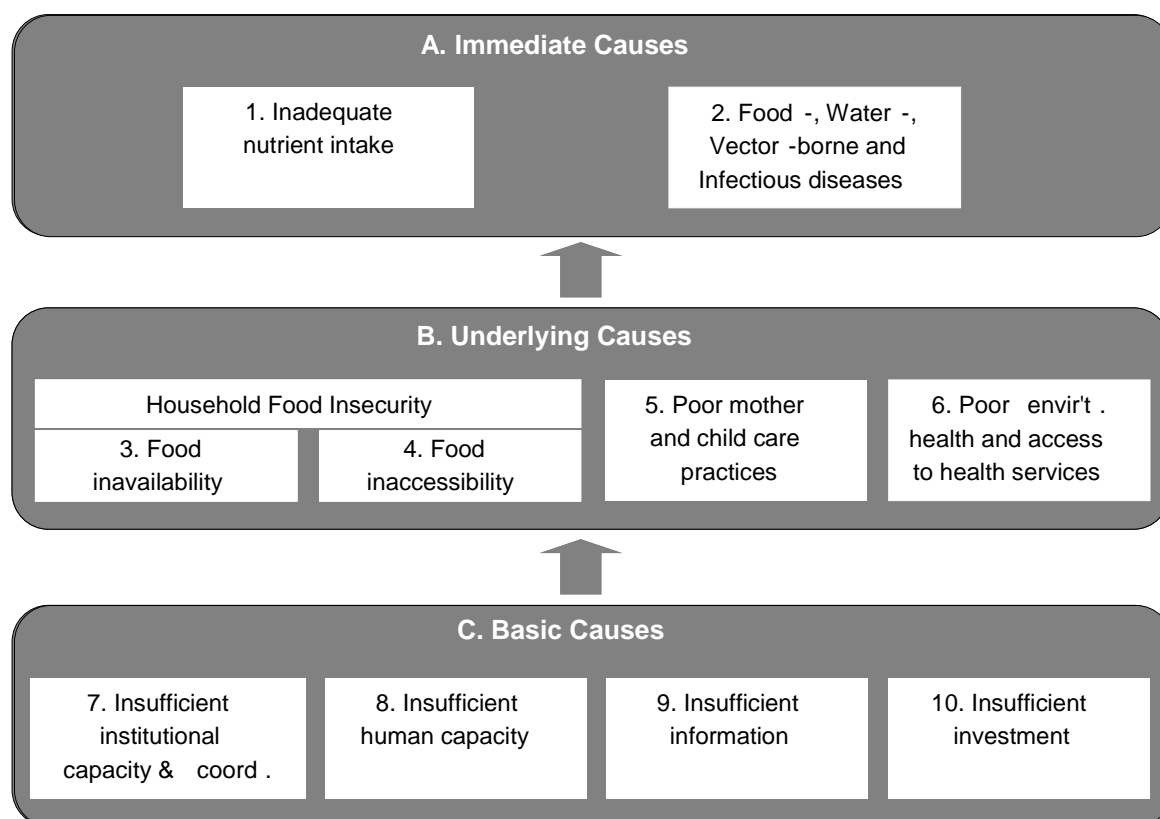 A. Immediate Causes
1. Inadequate
nutrient intake
2. Food -, Water -,
Vector -borne and
Infectious diseases
B. Underlying Causes
Household Food Insecurity
3. Food
inavailability
4. Food
inaccessibility
5. Poor mother
and child care
practices
6. Poor envir't .
health and access
to health services
C. Basic Causes
7. Insufficient
institutional
capacity & coord .
8. Insufficient
human capacity
9. Insufficient
information
10. Insufficient
investment